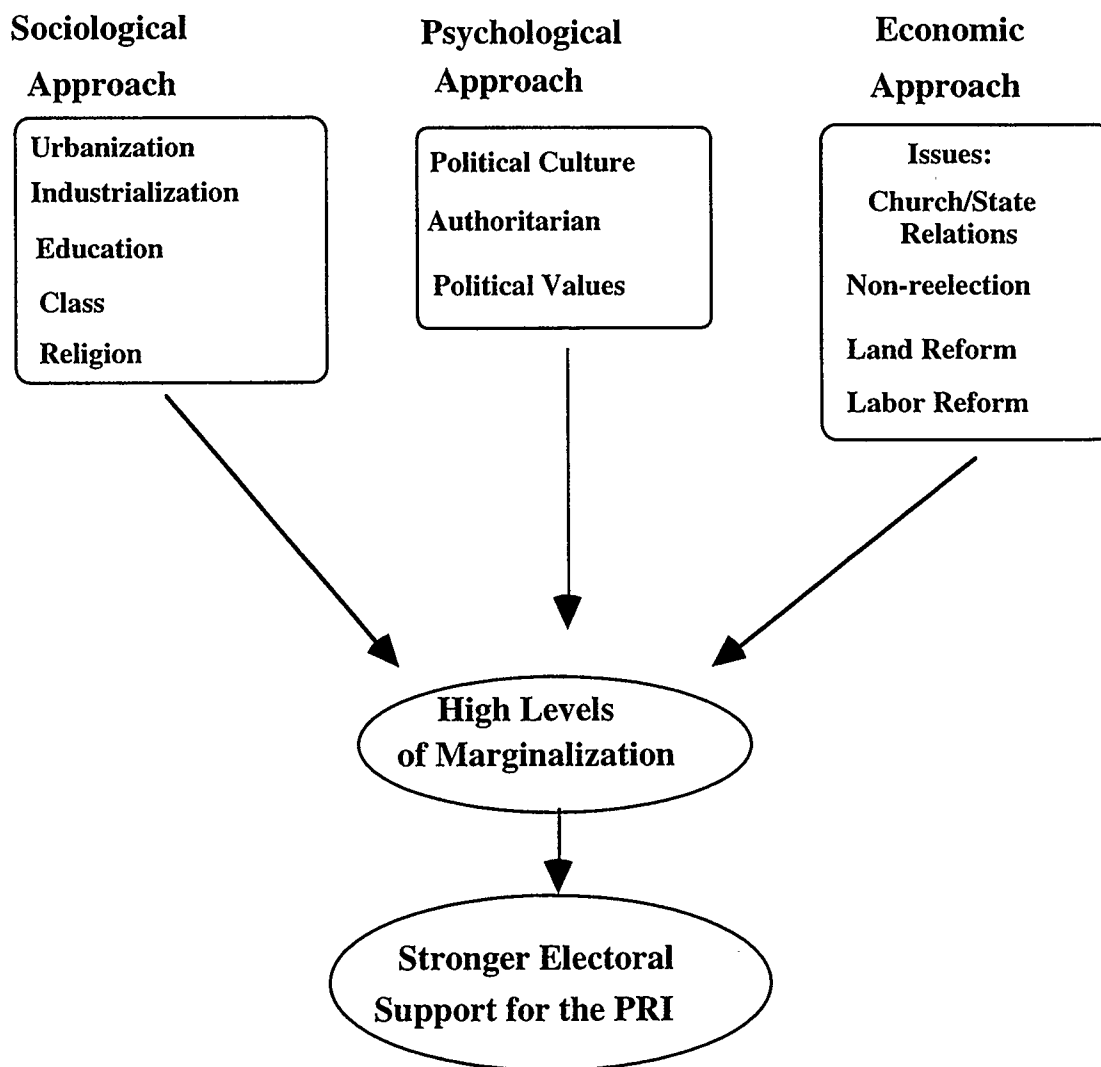 Sociological
Approach
Urbanization
Industrialization
Education
Class
Religion
Psychological
Approach
Political Culture
Authoritarian
Political Values
Economic
Approach
Issues:
Church/State
Relations
Non-reelection
Land Reform
Labor Reform
High Levels
of Marginalization
Stronger Electoral
Support for the PRI